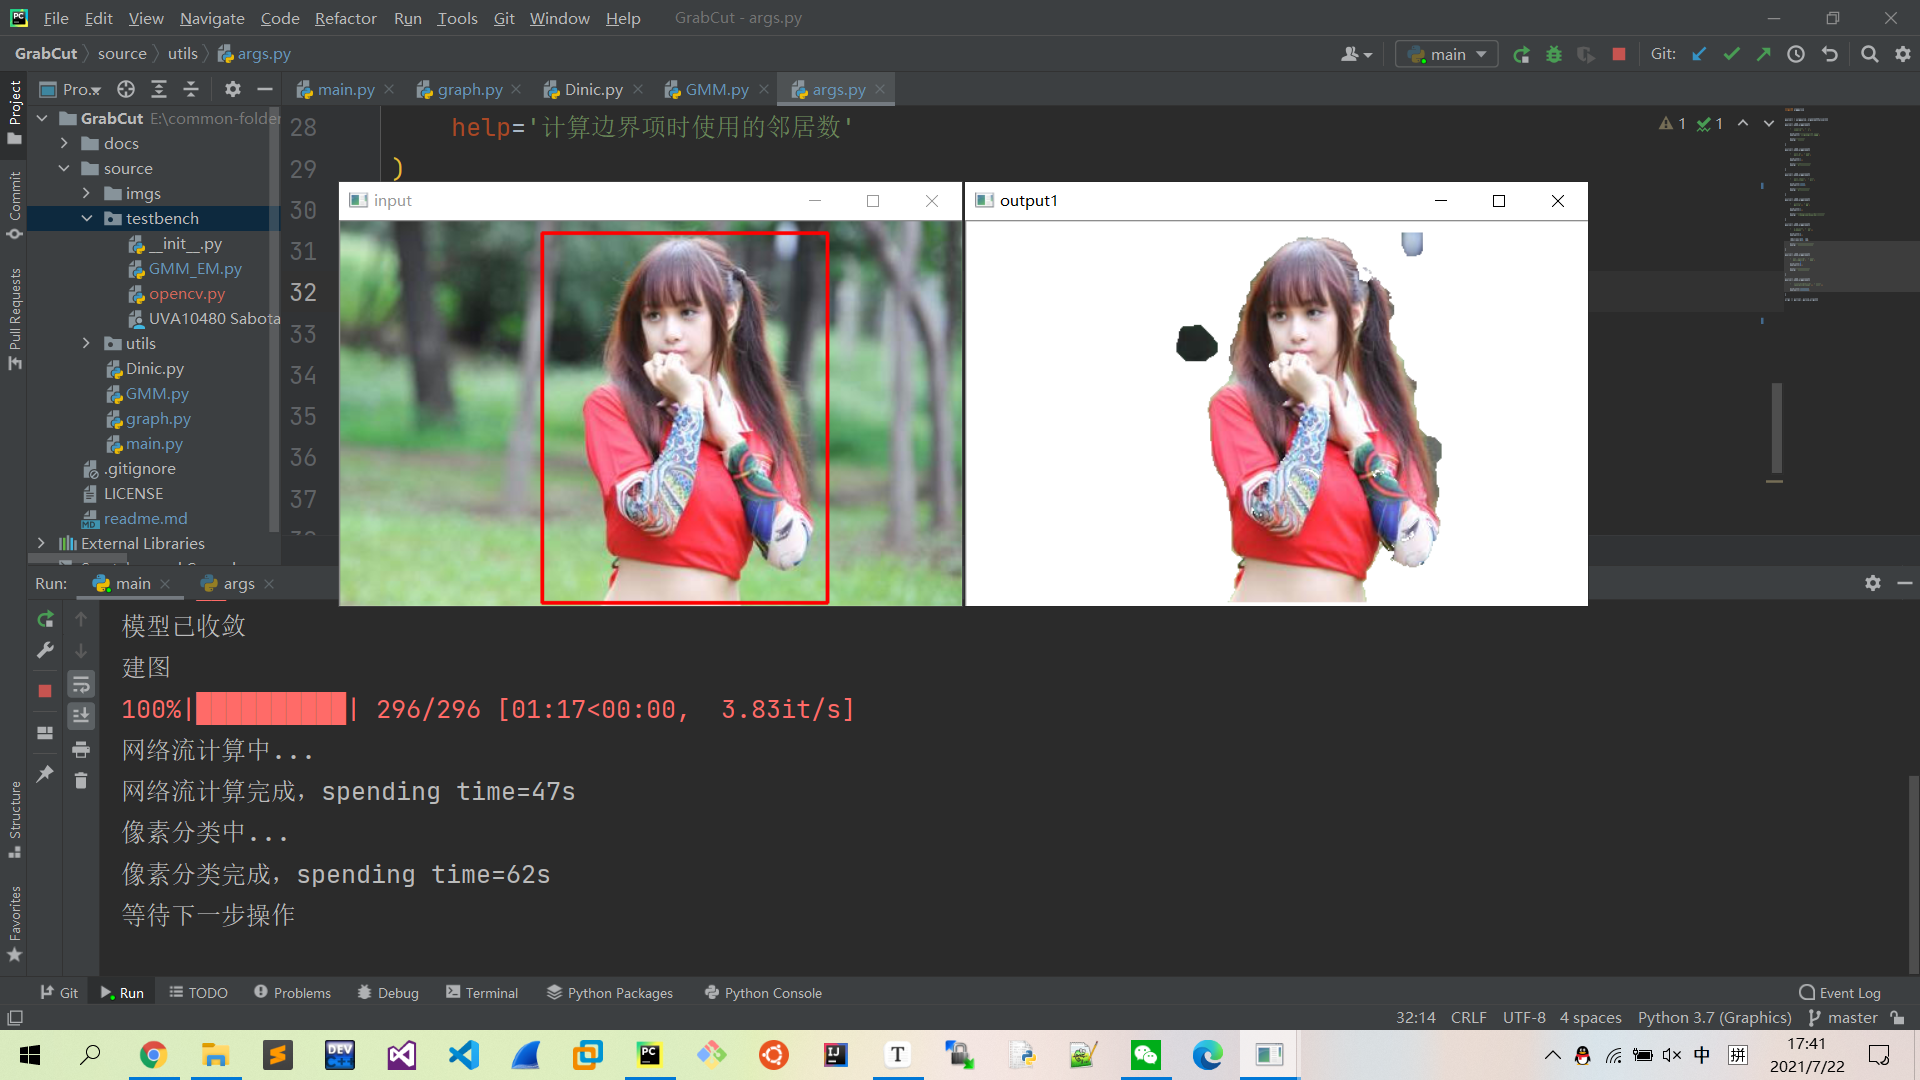 File Edit View Navigate Code Refactor Run Tools Git Window Help GrabCut - args.py
GrabCut source utils args.py main Git:
Pro... main.py graph.py Dinic.py GMM.py args.py
Project
Commit
Pull Requests
Structure
Favorites
GrabCut E:\common-folder
docs
source
imgs
testbench
__init__.py
GMM_EM.py
opencv.py
UVA10480 Sabota
utils
Dinic.py
GMM.py
graph.py
main.py
.gitignore
LICENSE
readme.md
External Libraries
28 help='计算边界项时使用的邻居数'
29 )
30
31
32
33
34
35
36
37
1 1
input
output1
Run: main args
模型已收敛
建图
100%| | 296/296 [01:17<00:00, 3.83it/s]
网络流计算中...
网络流计算完成，spending time=47s
像素分类中...
像素分类完成，spending time=62s
等待下一步操作
Git Run TODO Problems Debug Terminal Python Packages Python Console Event Log
32:14 CRLF UTF-8 4 spaces Python 3.7 (Graphics) master
DEV
PC
IJ
T
中 拼
17:41
2021/7/22